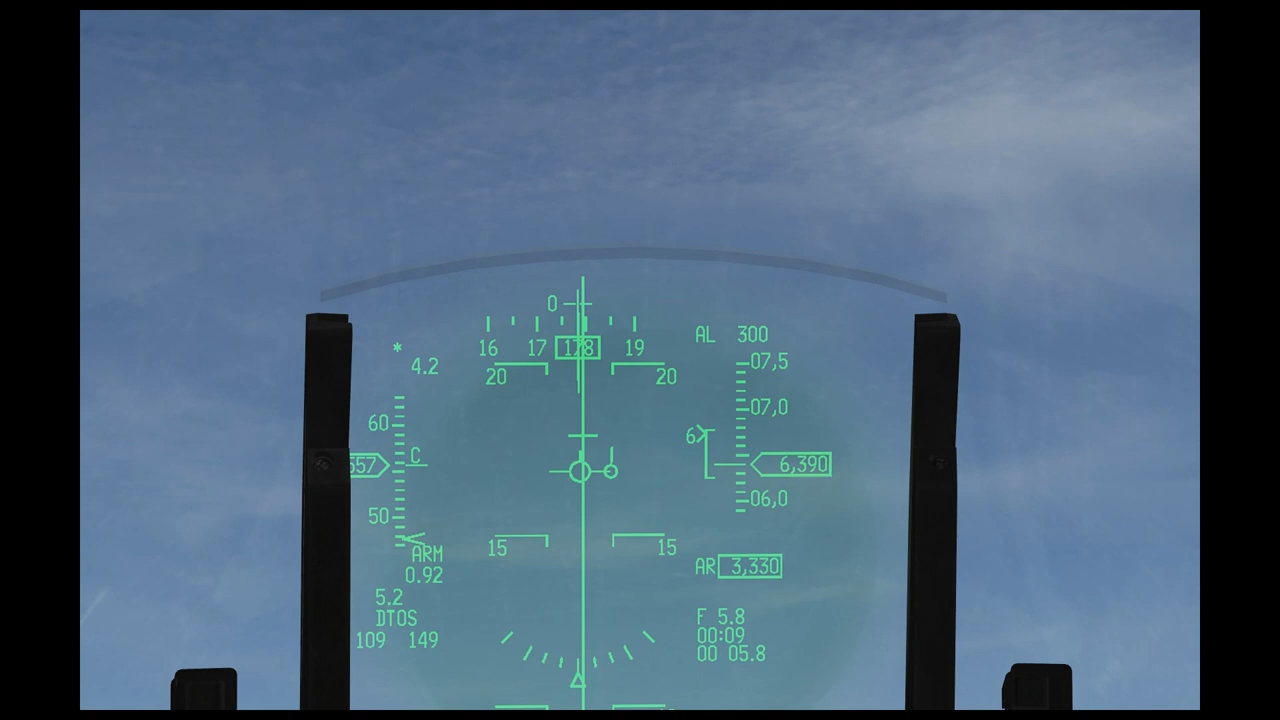 0
16 17 178 19
AL 300
* 4.2
07,5
20 20
07,0
60
6
557 C
6,390
06,0
50
15 15
ARM
AR 3,330
0.92
5.2
DTOS
109 149
F 5.8
00:09
00 05.8